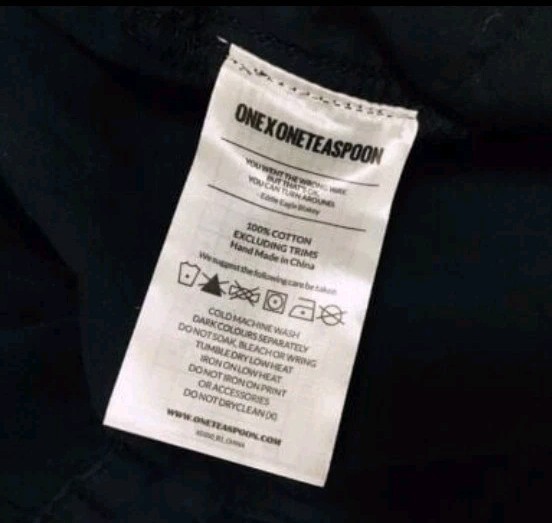 ONEXONETEASPOON
YOU WENT THE WRONG WAY,
BUT THAT'S OK,
YOU CAN TURN AROUND.
- Eddie Eagle Blakey
100% COTTON
EXCLUDING TRIMS
Hand Made in China
We suggest the following care be taken
COLD MACHINE WASH
DARK COLOURS SEPARATELY
DO NOT SOAK, BLEACH OR WRING
TUMBLE DRY LOW HEAT
IRON ON LOW HEAT
DO NOT IRON ON PRINT
OR ACCESSORIES
DO NOT DRYCLEAN (X)
WWW.ONETEASPOON.COM